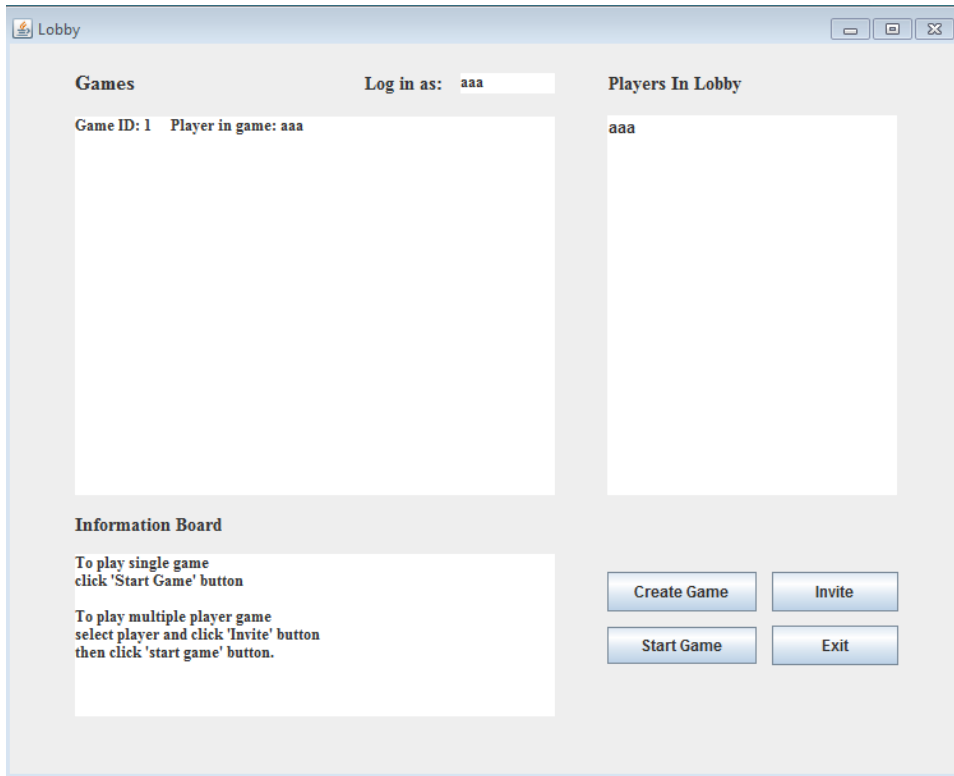 Lobby
Games
Log in as: aaa
Players In Lobby
Game ID: 1 Player in game: aaa
aaa
Information Board
To play single game
click 'Start Game' button
To play multiple player game
select player and click 'Invite' button
then click 'start game' button.
Create Game
Invite
Start Game
Exit